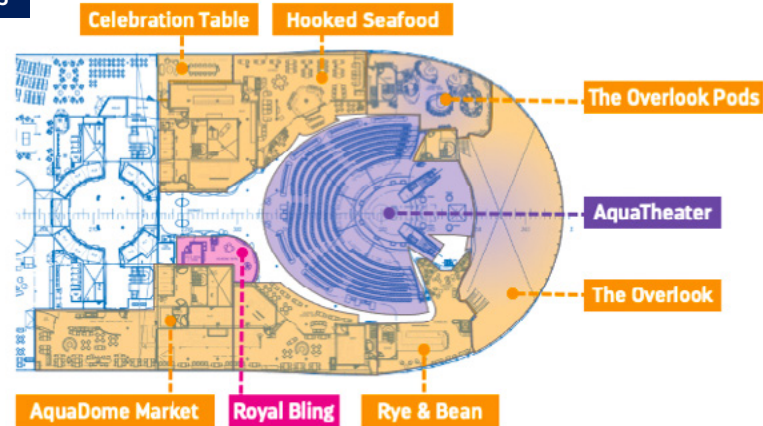 Celebration Table
Hooked Seafood
The Overlook Pods
AquaTheater
The Overlook
AquaDome Market
Royal Bling
Rye & Bean